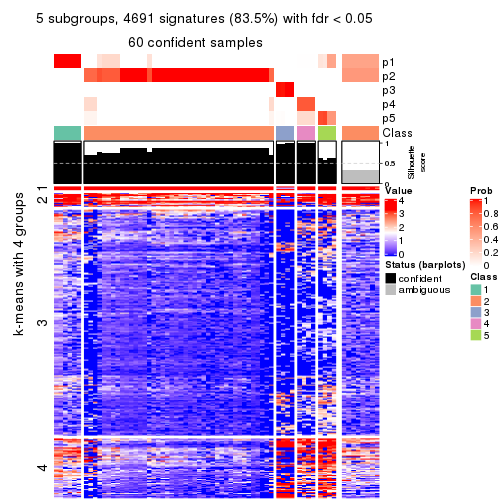 5 subgroups, 4691 signatures (83.5%) with fdr < 0.05
60 confident samples
p1
p2
p3
p4
p5
Class
1
0.5
0
Silhouette
score
k-means with 4 groups
1
2
3
4
Value
4
3
2
1
0
Status (barplots)
confident
ambiguous
Prob
1
0.8
0.6
0.4
0.2
0
Class
1
2
3
4
5